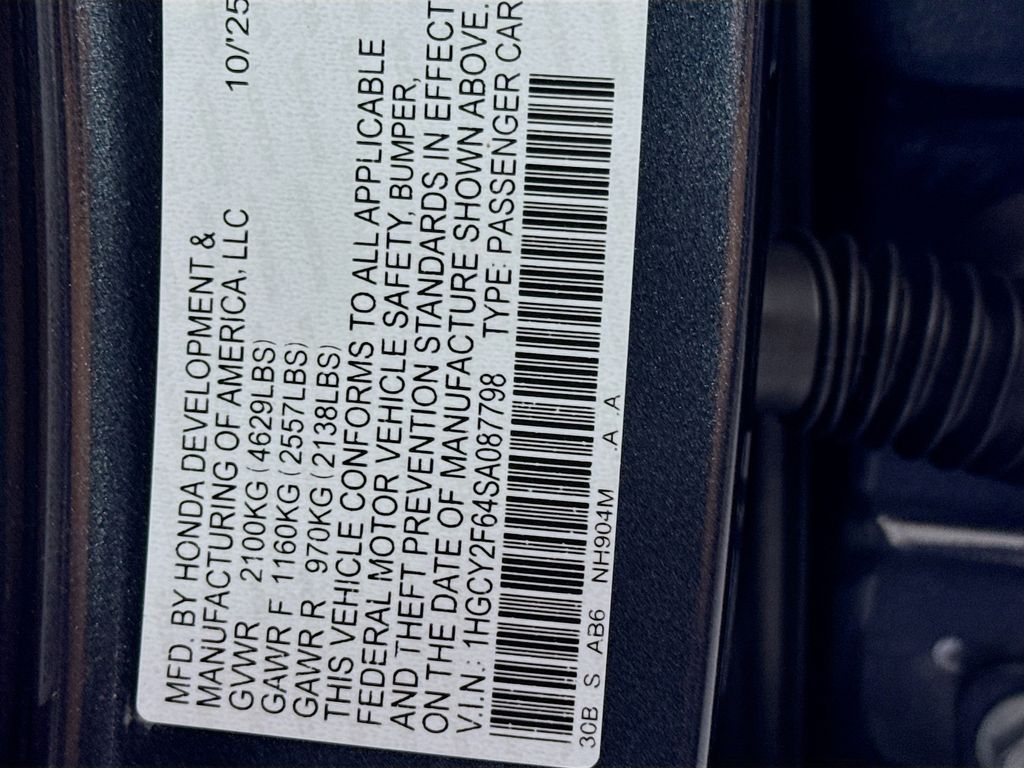 MFD. BY HONDA DEVELOPMENT &
MANUFACTURING OF AMERICA, LLC 10/'25
GVWR 2100KG (4629LBS)
GAWR F 1160KG (2557LBS)
GAWR R 970KG (2138LBS)
THIS VEHICLE CONFORMS TO ALL APPLICABLE
FEDERAL MOTOR VEHICLE SAFETY, BUMPER,
AND THEFT PREVENTION STANDARDS IN EFFECT
ON THE DATE OF MANUFACTURE SHOWN ABOVE.
V.I.N.: 1HGCY2F64SA087798 TYPE: PASSENGER CAR
30B S AB6 NH904M .A .A